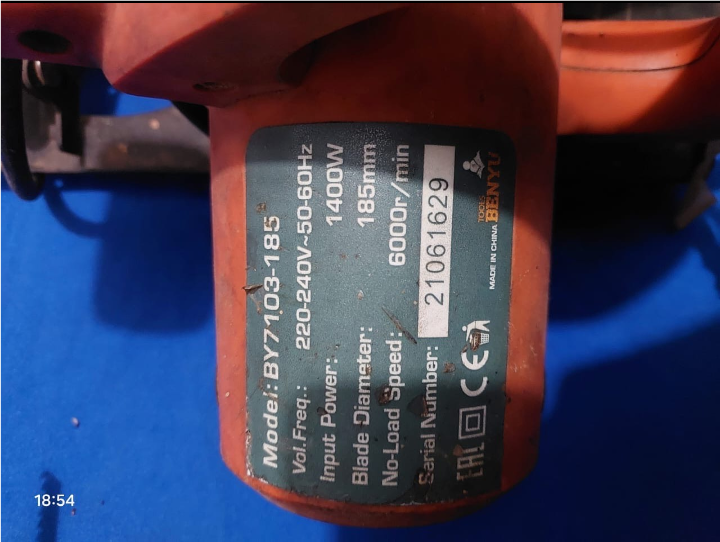 Model: BY7103-185
Vol.Freq.: 220-240V~50-60Hz
Input Power: 1400W
Blade Diameter: 185mm
No-Load Speed: 6000r/min
Serial Number: 21061629
EAC CE
MADE IN CHINA
TOOLS
BENYU
18:54